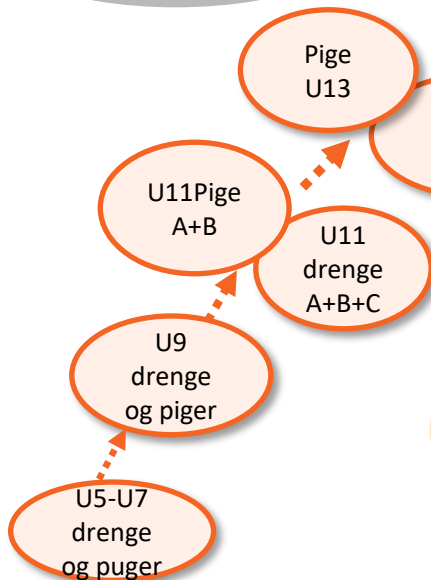 Pige
U13
U11Pige
A+B
U11
drenge
A+B+C
U9
drenge
og piger
U5-U7
drenge
og puger